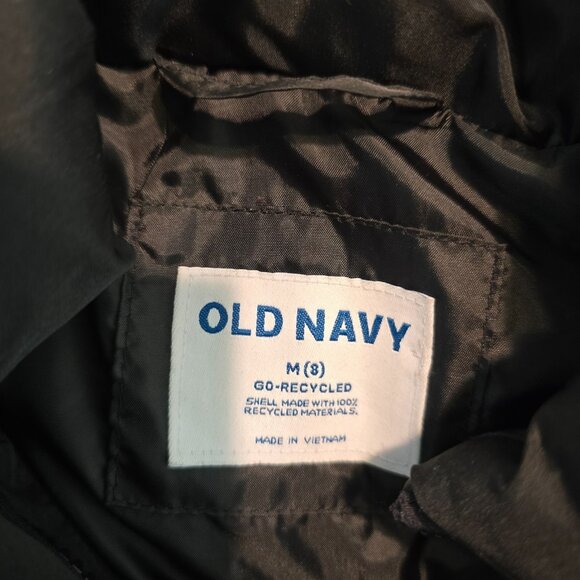 OLD NAVY
M (8)
GO-RECYCLED
SHELL MADE WITH 100%
RECYCLED MATERIALS.
MADE IN VIETNAM